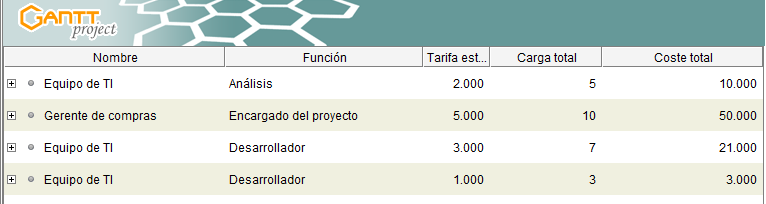 GANTT
project
Nombre Función Tarifa est... Carga total Coste total
Equipo de TI Análisis 2.000 5 10.000
Gerente de compras Encargado del proyecto 5.000 10 50.000
Equipo de TI Desarrollador 3.000 7 21.000
Equipo de TI Desarrollador 1.000 3 3.000